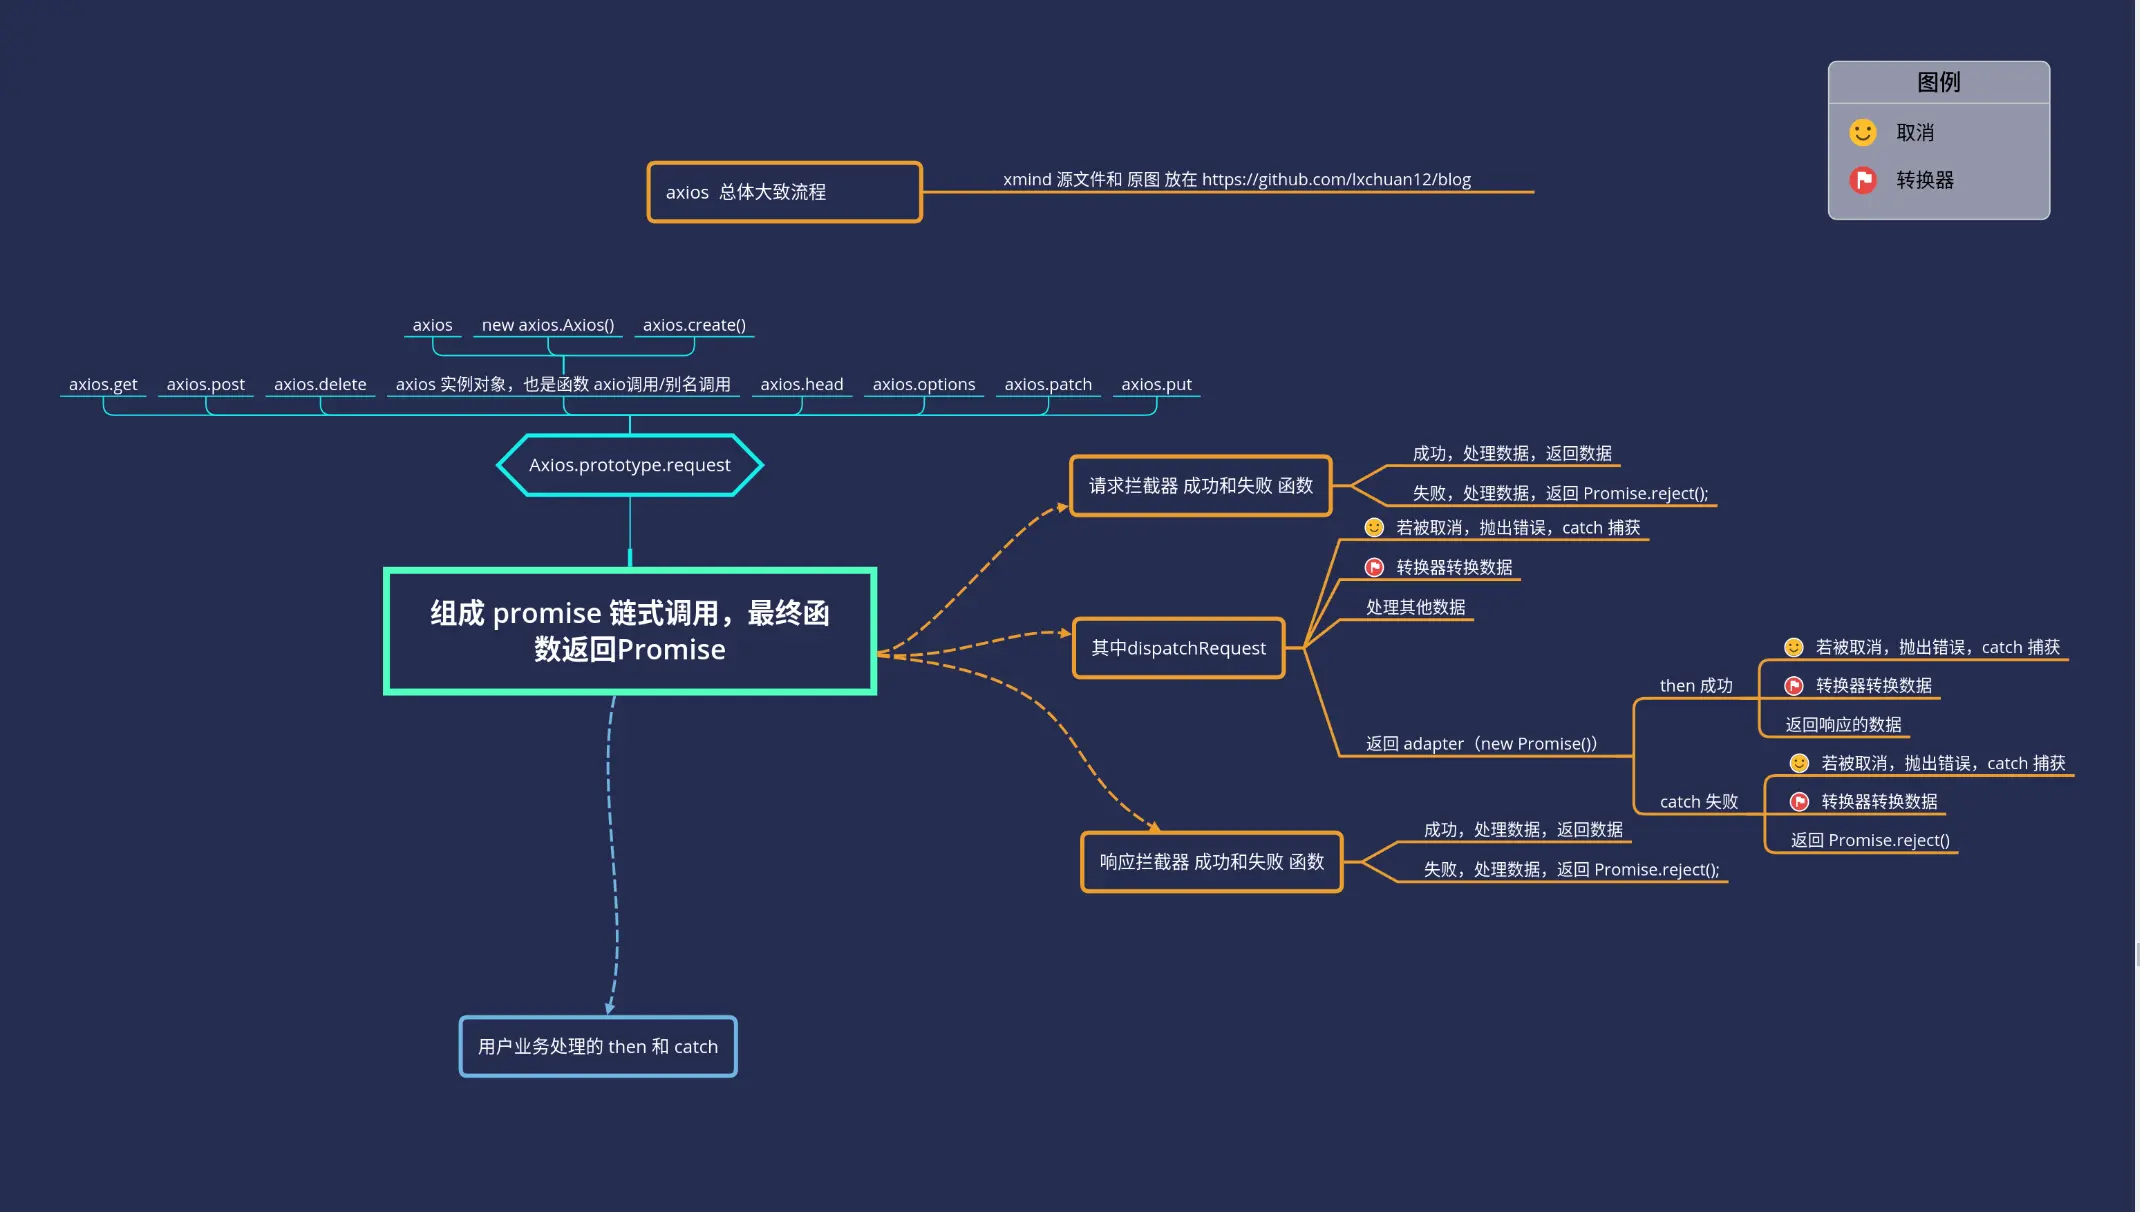 图例
取消
转换器
axios 总体大致流程
xmind 源文件和 原图 放在 https://github.com/lxchuan12/blog
axios
new axios.Axios()
axios.create()
axios.get
axios.post
axios.delete
axios 实例对象，也是函数 axio调用/别名调用
axios.head
axios.options
axios.patch
axios.put
Axios.prototype.request
组成 promise 链式调用，最终函
数返回Promise
请求拦截器 成功和失败 函数
成功，处理数据，返回数据
失败，处理数据，返回 Promise.reject();
其中dispatchRequest
若被取消，抛出错误，catch 捕获
转换器转换数据
处理其他数据
返回 adapter（new Promise()）
then 成功
若被取消，抛出错误，catch 捕获
转换器转换数据
返回响应的数据
catch 失败
若被取消，抛出错误，catch 捕获
转换器转换数据
返回 Promise.reject()
响应拦截器 成功和失败 函数
成功，处理数据，返回数据
失败，处理数据，返回 Promise.reject();
用户业务处理的 then 和 catch